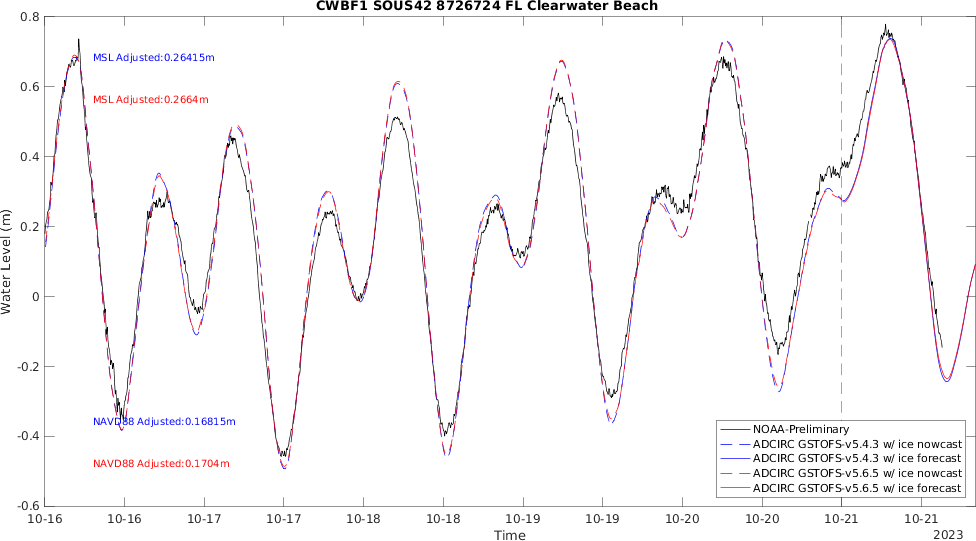 CWBF1 SOUS42 8726724 FL Clearwater Beach
0.8
MSL Adjusted:0.26415m
0.6
MSL Adjusted:0.2664m
0.4
0.2
Water Level (m)
0
-0.2
-0.4
NAVD88 Adjusted:0.16815m
NAVD88 Adjusted:0.1704m
-0.6
NOAA-Preliminary
ADCIRC GSTOFS-v5.4.3 w/ ice nowcast
ADCIRC GSTOFS-v5.4.3 w/ ice forecast
ADCIRC GSTOFS-v5.6.5 w/ ice nowcast
ADCIRC GSTOFS-v5.6.5 w/ ice forecast
10-16 10-16 10-17 10-17 10-18 10-18 10-19 10-19 10-20 10-20 10-21 10-21
Time
2023